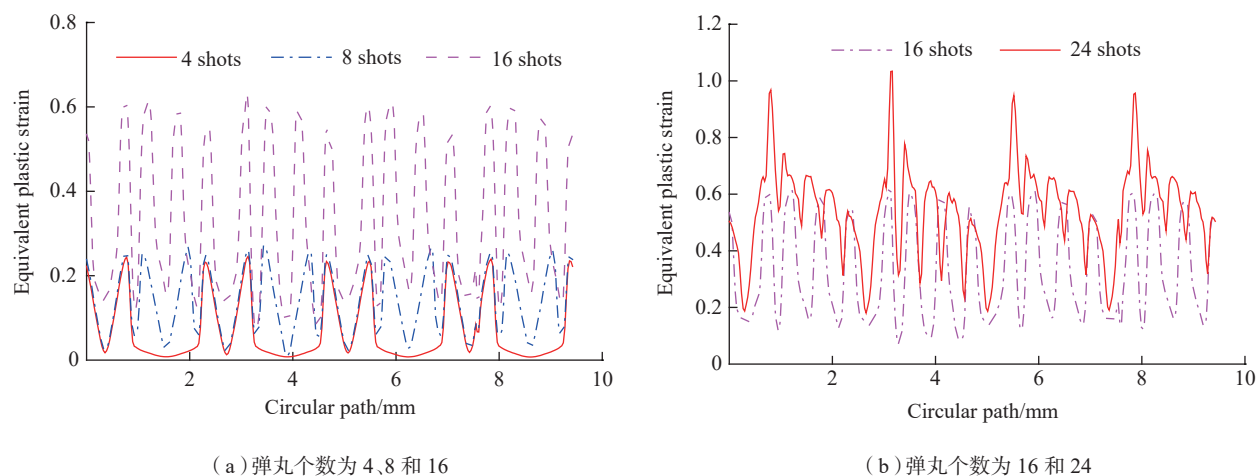 0.8
0.6
0.4
0.2
0
2
4
6
8
10
4 shots
8 shots
16 shots
Equivalent plastic strain
Circular path/mm
(a)弹丸个数为 4、8 和 16
1.2
1.0
0.8
0.6
0.4
0.2
0
2
4
6
8
10
16 shots
24 shots
Equivalent plastic strain
Circular path/mm
(b)弹丸个数为 16 和 24